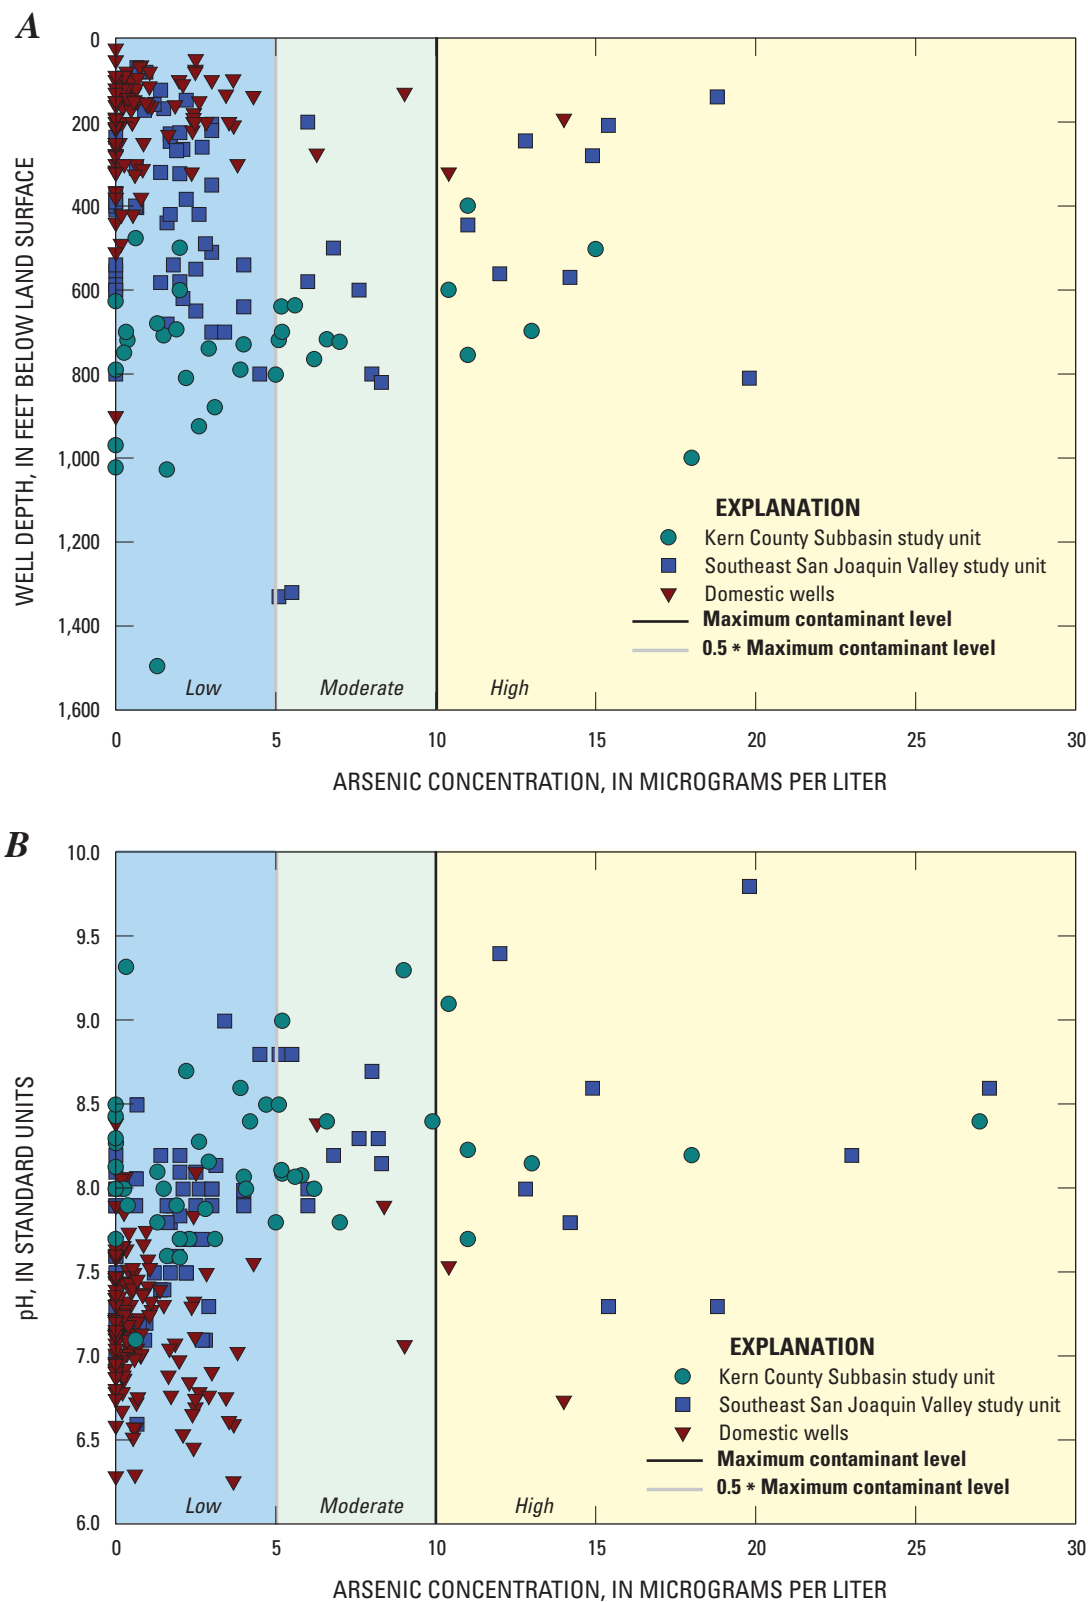 A
0
200
400
600
800
1,000
1,200
1,400
1,600
WELL DEPTH, IN FEET BELOW LAND SURFACE
EXPLANATION
Kern County Subbasin study unit
Southeast San Joaquin Valley study unit
Domestic wells
Maximum contaminant level
0.5 * Maximum contaminant level
Low Moderate High
0 5 10 15 20 25 30
ARSENIC CONCENTRATION, IN MICROGRAMS PER LITER
B
10.0
9.5
9.0
8.5
8.0
7.5
7.0
6.5
6.0
pH, IN STANDARD UNITS
EXPLANATION
Kern County Subbasin study unit
Southeast San Joaquin Valley study unit
Domestic wells
Maximum contaminant level
0.5 * Maximum contaminant level
Low Moderate High
0 5 10 15 20 25 30
ARSENIC CONCENTRATION, IN MICROGRAMS PER LITER